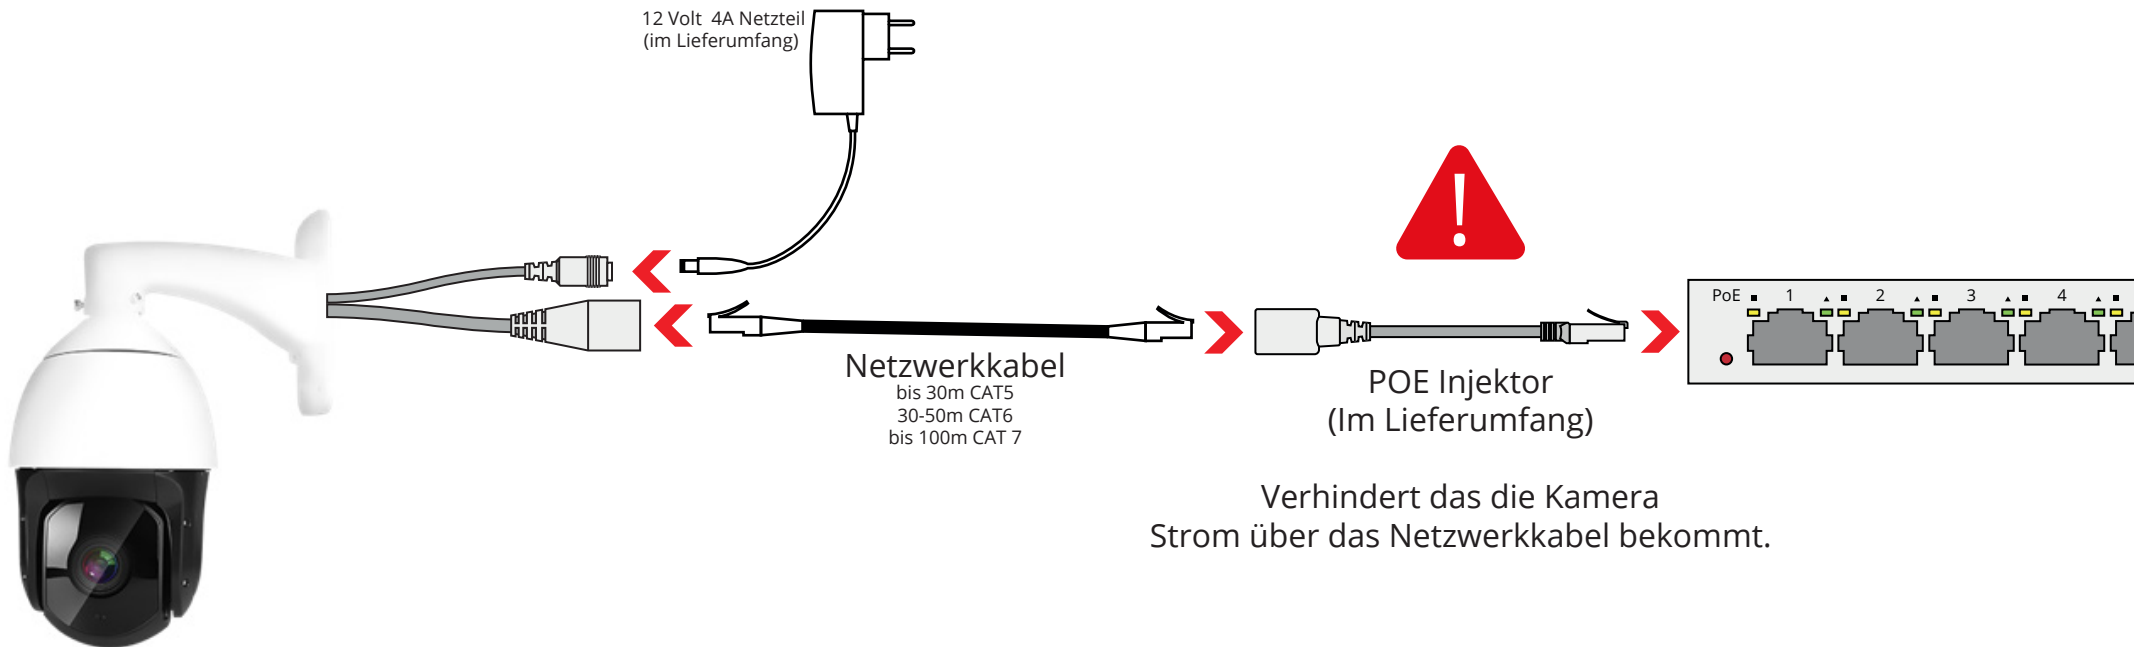 12 Volt  4A Netzteil
(im Lieferumfang)
PoE 1 2 3 4
Netzwerkkabel
bis 30m CAT5
30-50m CAT6
bis 100m CAT 7
POE Injektor
(Im Lieferumfang)
Verhindert das die Kamera
Strom über das Netzwerkkabel bekommt.